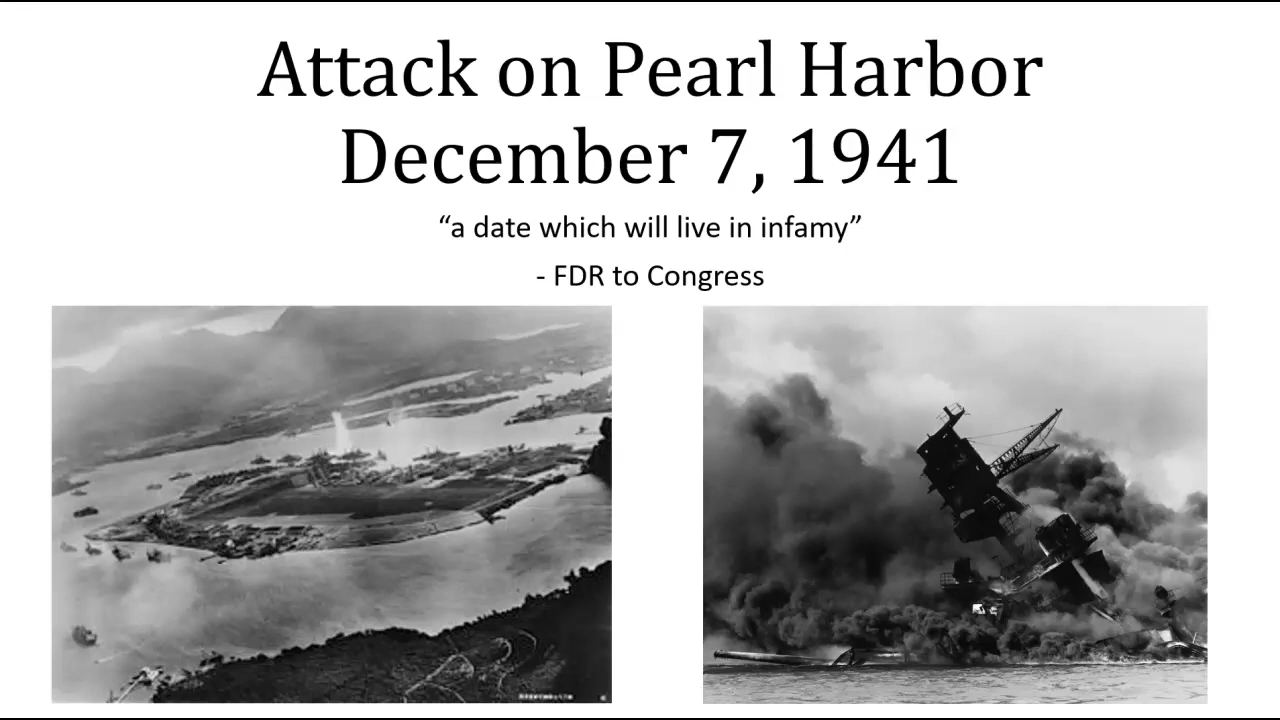 Attack on Pearl Harbor
December 7, 1941
“a date which will live in infamy”
- FDR to Congress